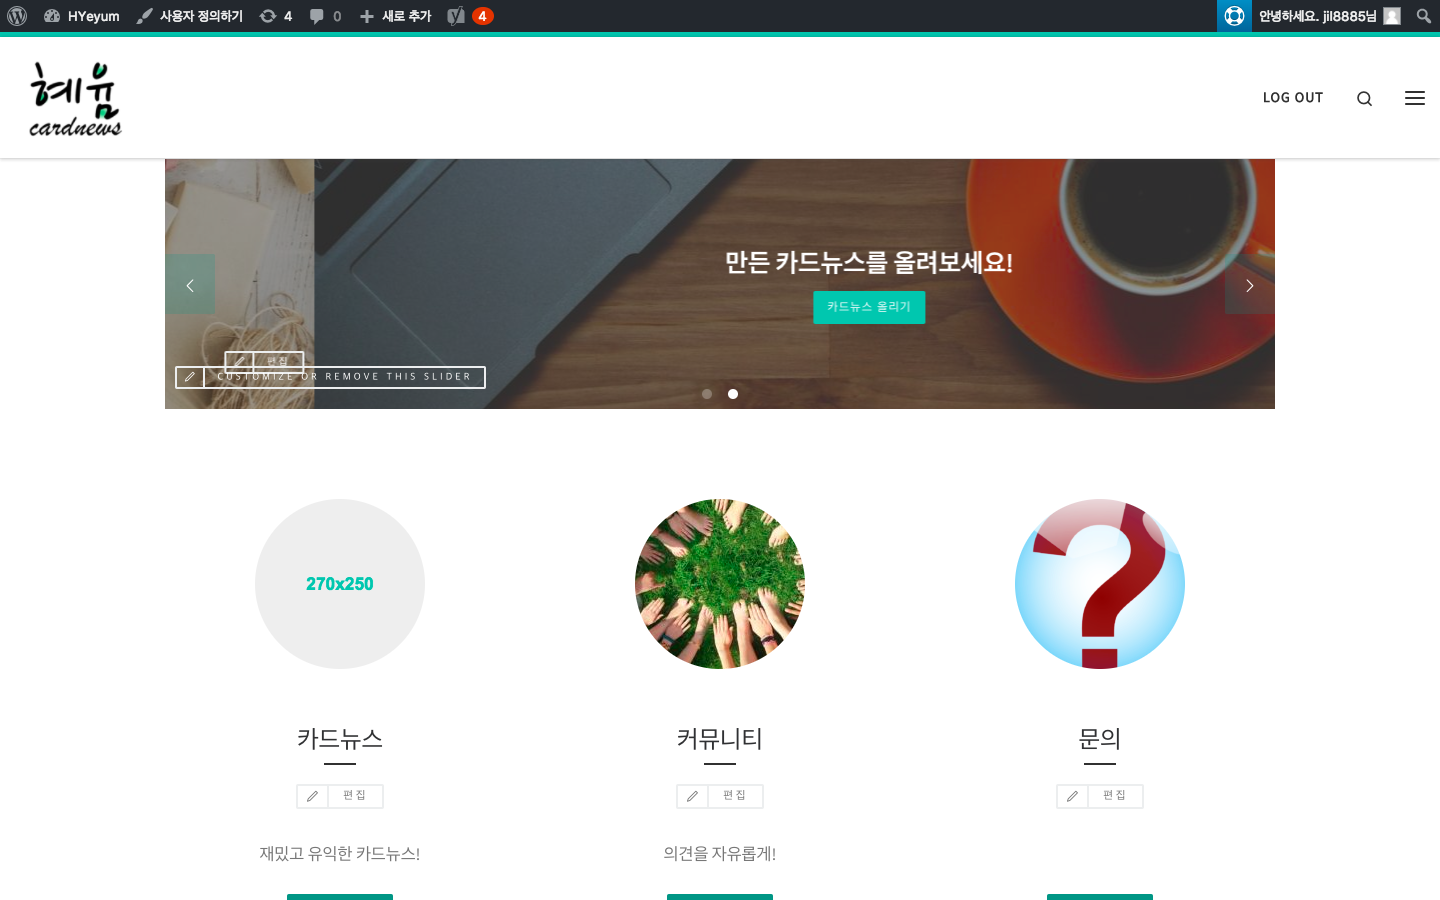 HYeyum 사용자 정의하기 4 0 새로 추가 4 안녕하세요. jil8885님
혜윰
cardnews
LOG OUT
만든 카드뉴스를 올려보세요!
카드뉴스 올리기
편집
CUSTOMIZE OR REMOVE THIS SLIDER
270x250
카드뉴스 커뮤니티 문의
편집 편집 편집
재밌고 유익한 카드뉴스! 의견을 자유롭게!